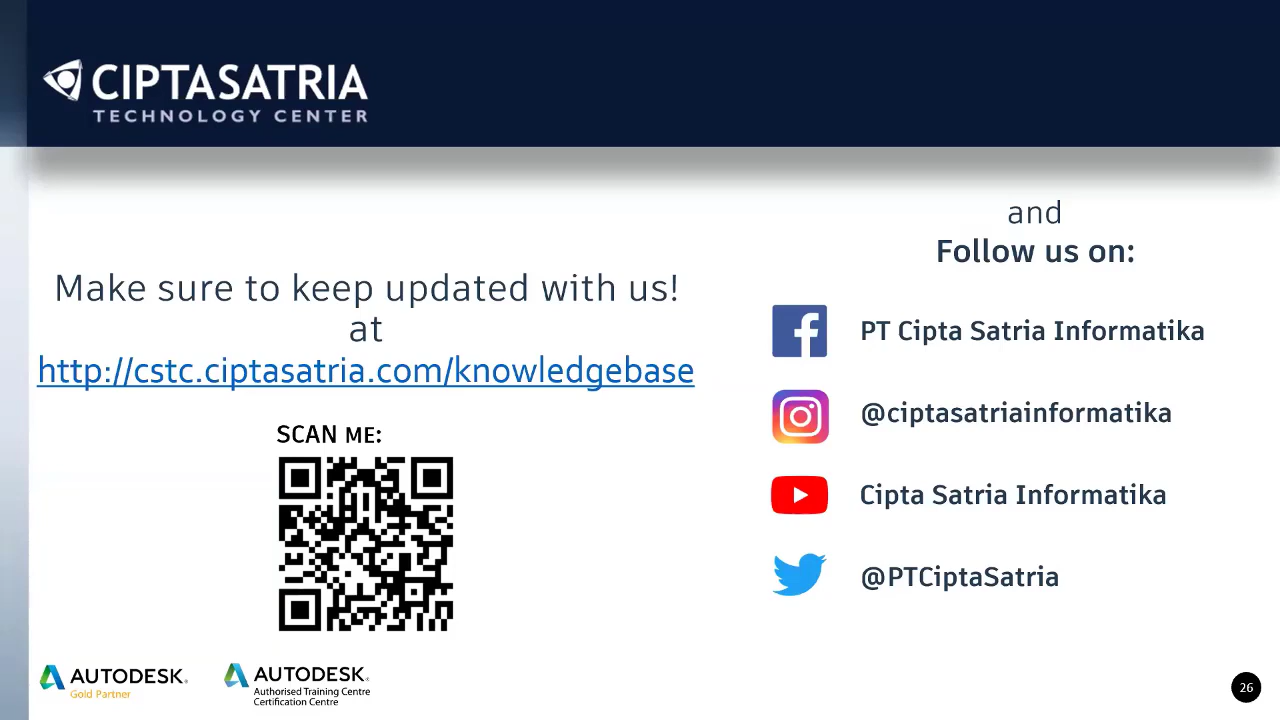 CIPTASATRIA
TECHNOLOGY CENTER
Make sure to keep updated with us!
at
http://cstc.ciptasatria.com/knowledgebase
SCAN ME:
and
Follow us on:
PT Cipta Satria Informatika
@ciptasatriainformatika
Cipta Satria Informatika
@PTCiptaSatria
AUTODESK®
Gold Partner
AUTODESK®
Authorised Training Centre
Certification Centre
26